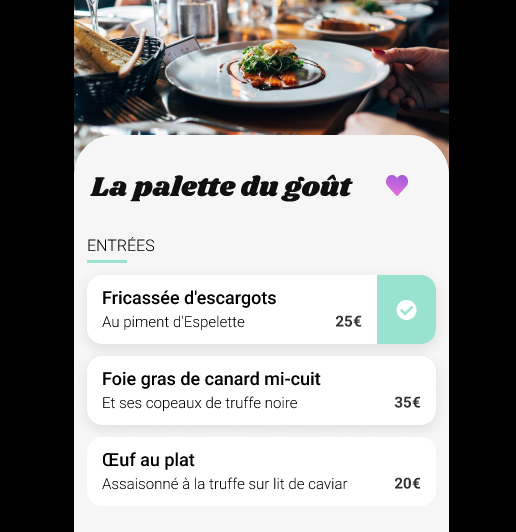 La palette du goût
ENTRÉES
Fricassée d'escargots
Au piment d'Espelette 25€
Foie gras de canard mi-cuit
Et ses copeaux de truffe noire 35€
Œuf au plat
Assaisonné à la truffe sur lit de caviar 20€